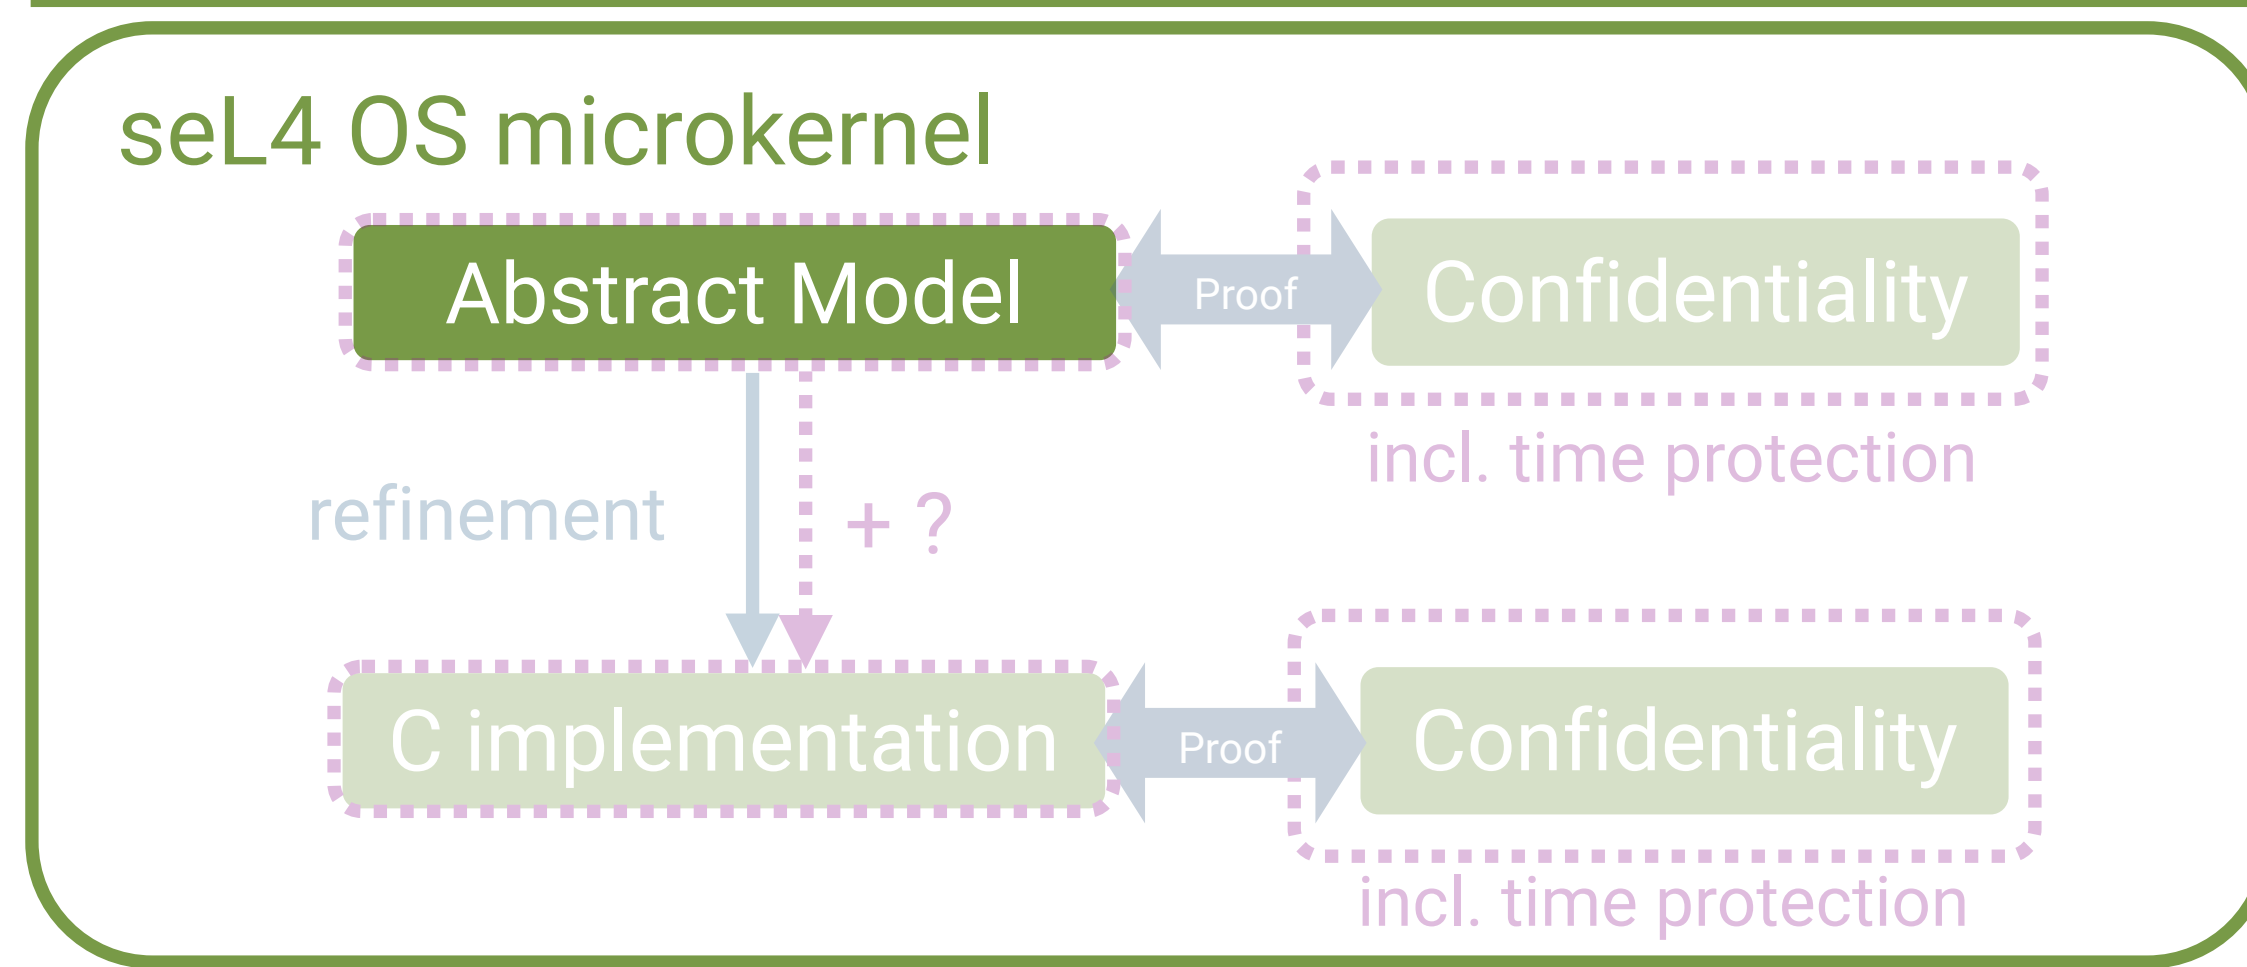 seL4 OS microkernel
Abstract Model
Proof
Confidentiality
incl. time protection
refinement
+ ?
C implementation
Proof
Confidentiality
incl. time protection